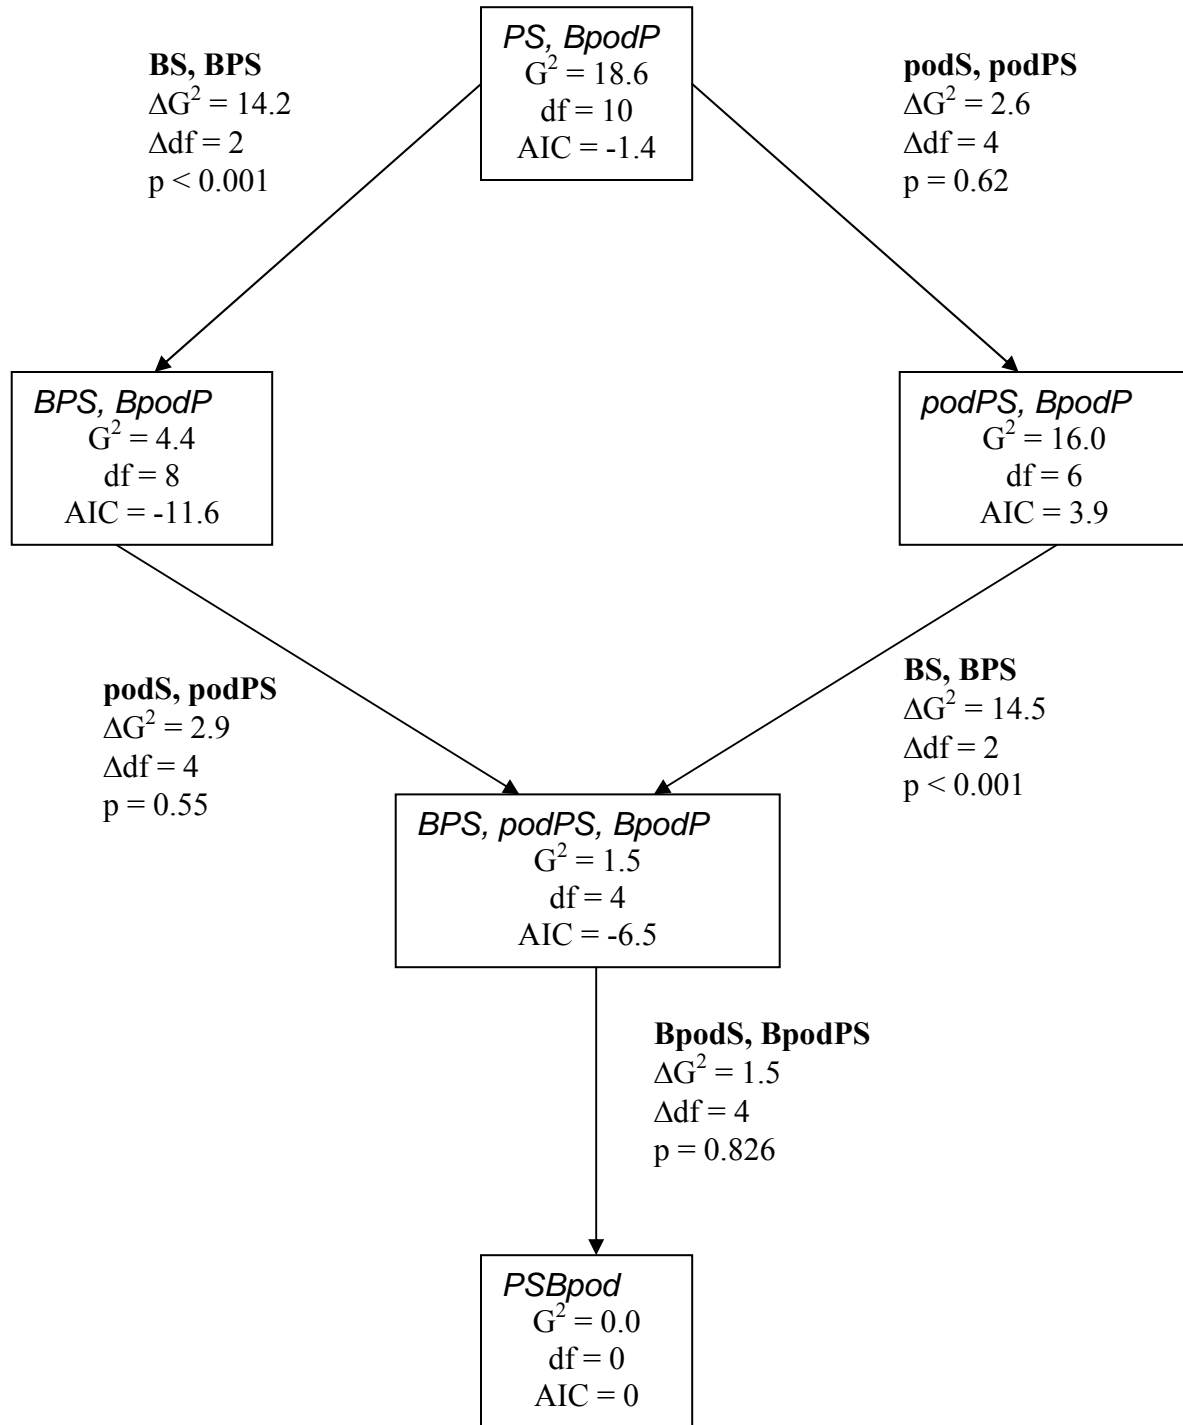 PS, BpodP
G² = 18.6
df = 10
AIC = -1.4
BS, BPS
ΔG² = 14.2
Δdf = 2
p < 0.001
podS, podPS
ΔG² = 2.6
Δdf = 4
p = 0.62
BPS, BpodP
G² = 4.4
df = 8
AIC = -11.6
podPS, BpodP
G² = 16.0
df = 6
AIC = 3.9
podS, podPS
ΔG² = 2.9
Δdf = 4
p = 0.55
BS, BPS
ΔG² = 14.5
Δdf = 2
p < 0.001
BPS, podPS, BpodP
G² = 1.5
df = 4
AIC = -6.5
BpodS, BpodPS
ΔG² = 1.5
Δdf = 4
p = 0.826
PSBpod
G² = 0.0
df = 0
AIC = 0